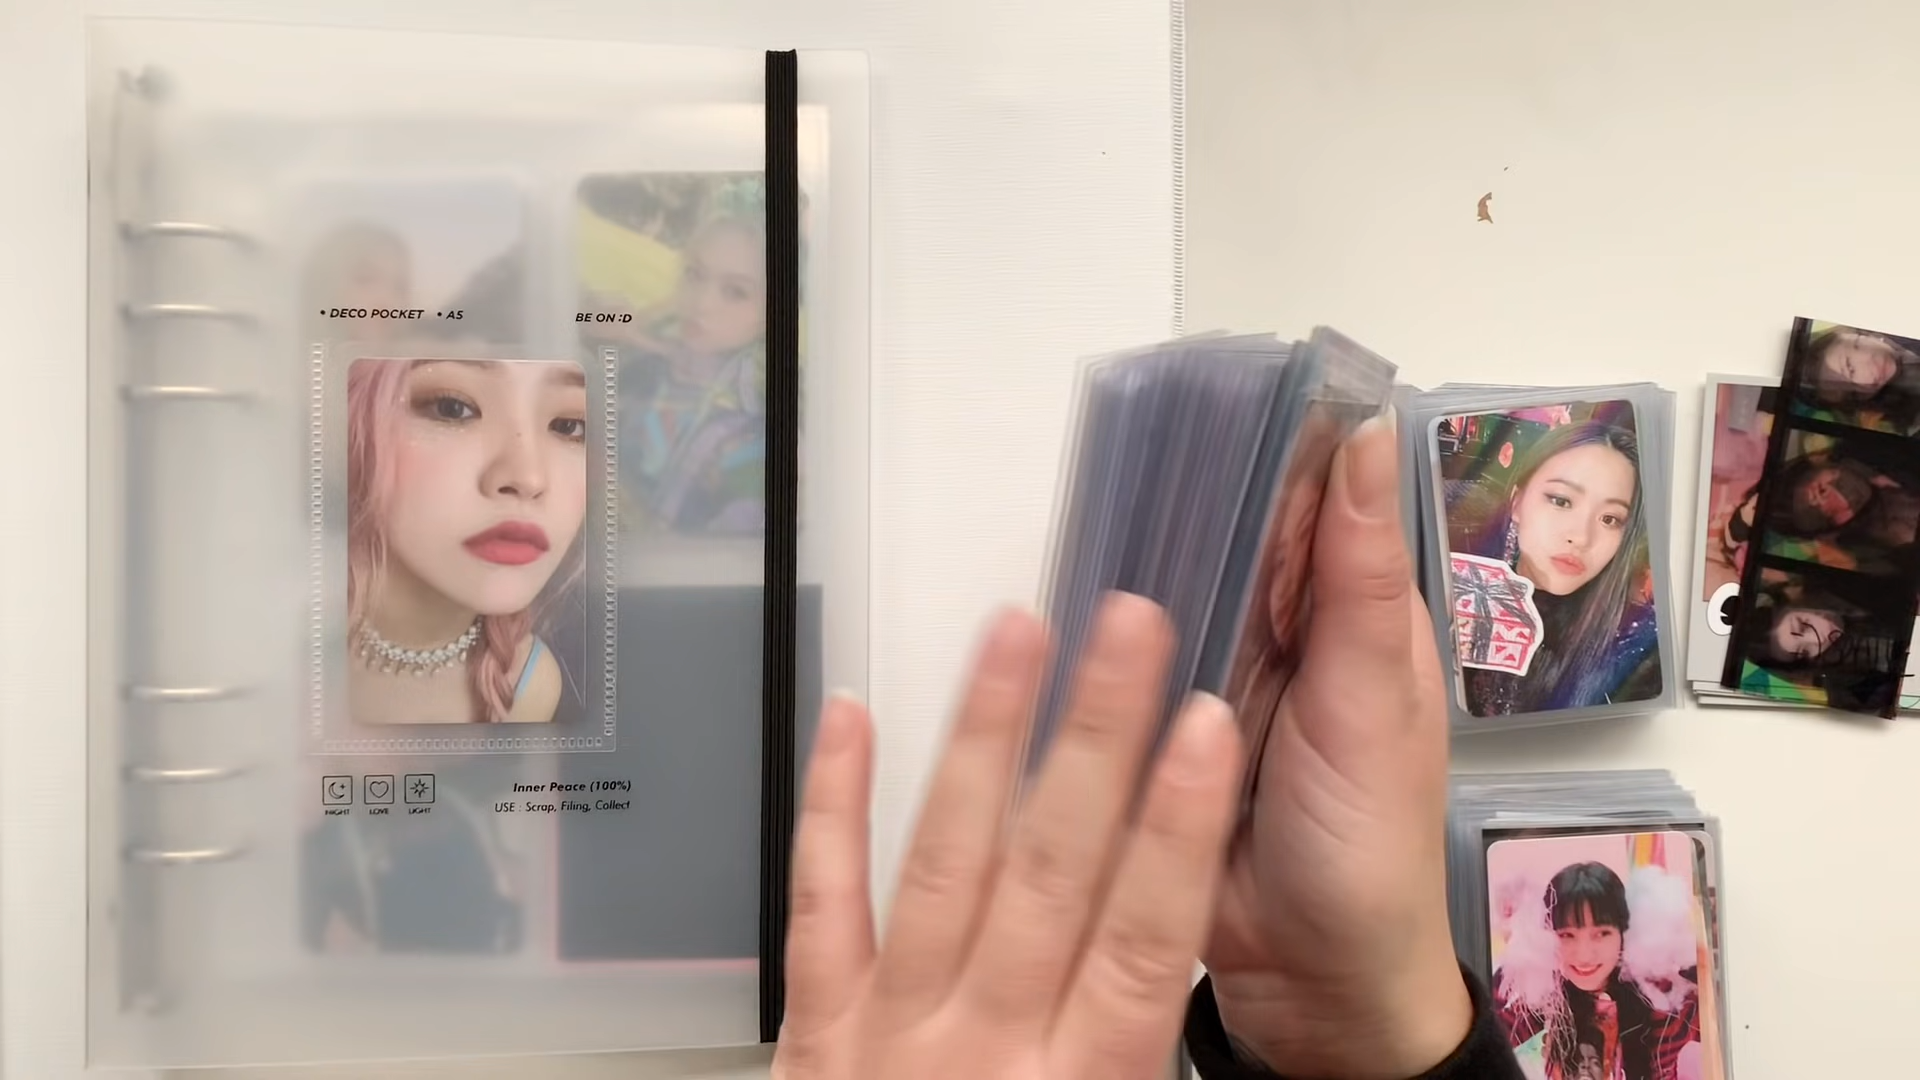 • DECO POCKET • A5
BE ON :D
NIGHT LOVE LIGHT
Inner Peace (100%)
USE : Scrap, Filing, Collect